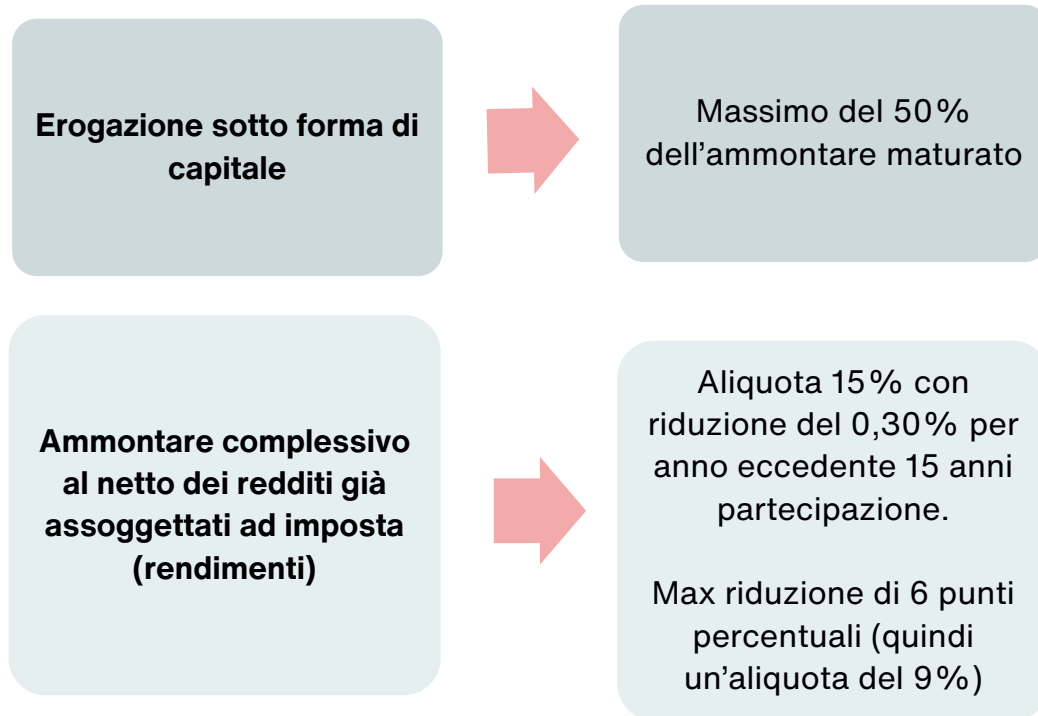 Erogazione sotto forma di
capitale
Massimo del 50%
dell’ammontare maturato
Ammontare complessivo
al netto dei redditi già
assoggettati ad imposta
(rendimenti)
Aliquota 15% con
riduzione del 0,30% per
anno eccedente 15 anni
partecipazione.
Max riduzione di 6 punti
percentuali (quindi
un’aliquota del 9%)